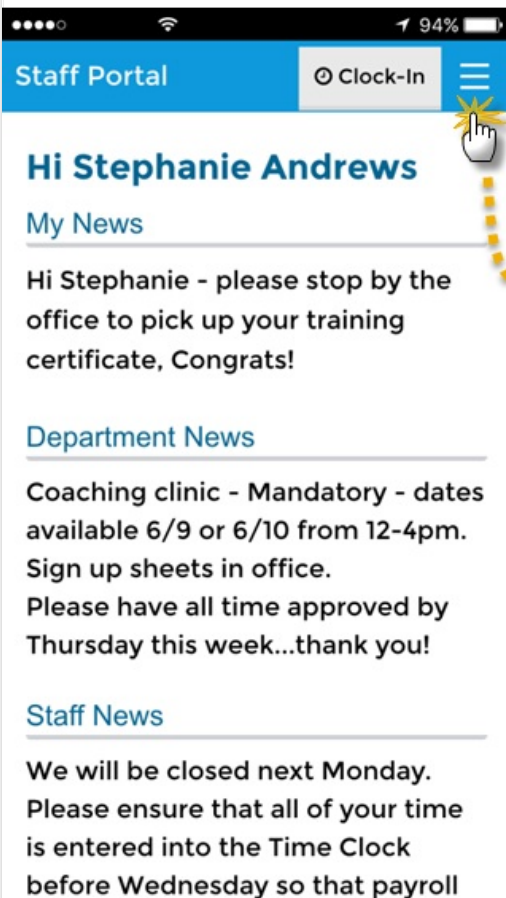 94%
Staff Portal
Clock-In
Hi Stephanie Andrews
My News
Hi Stephanie - please stop by the
office to pick up your training
certificate, Congrats!
Department News
Coaching clinic - Mandatory - dates
available 6/9 or 6/10 from 12-4pm.
Sign up sheets in office.
Please have all time approved by
Thursday this week...thank you!
Staff News
We will be closed next Monday.
Please ensure that all of your time
is entered into the Time Clock
before Wednesday so that payroll